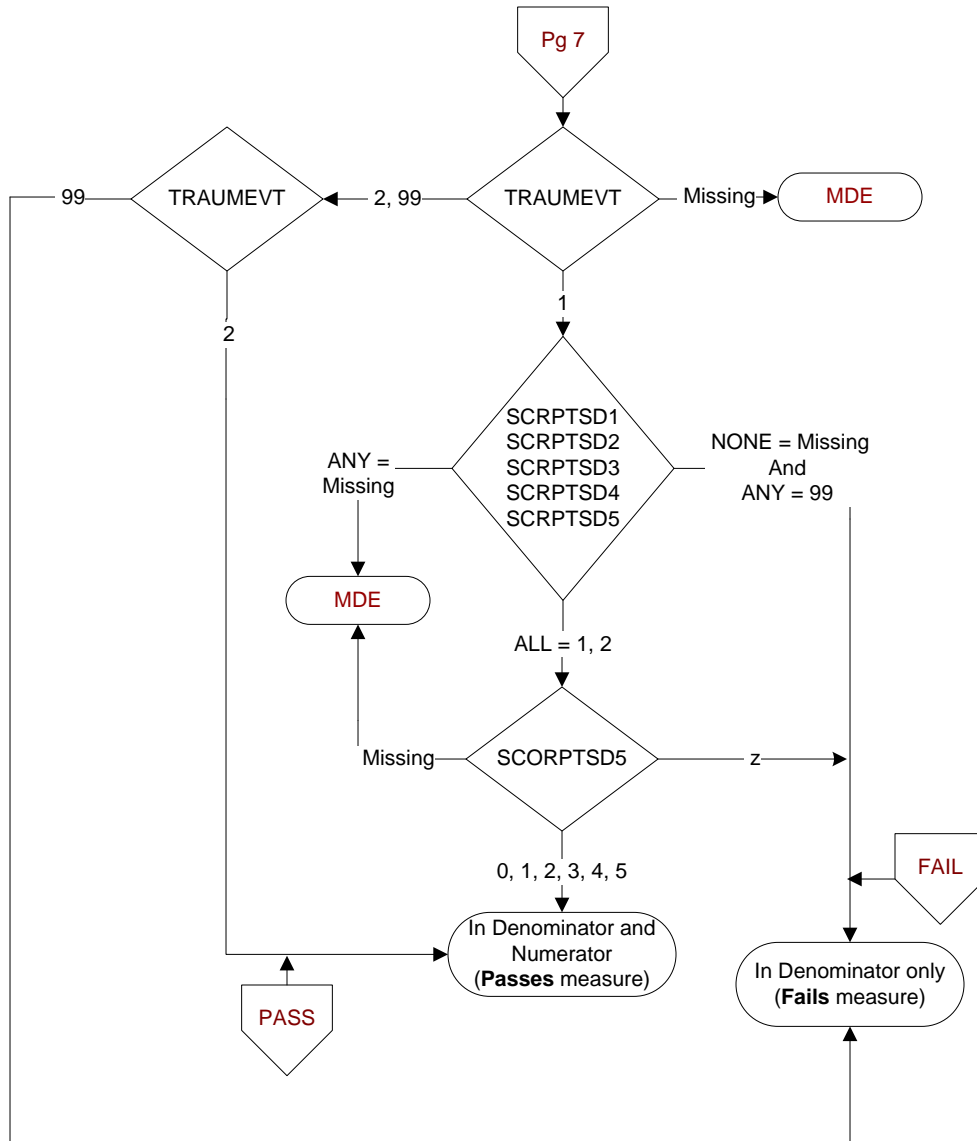 Pg 7
TRAUMEVT
99
2, 99
TRAUMEVT
Missing
MDE
2
1
SCRPTSD1
SCRPTSD2
SCRPTSD3
SCRPTSD4
SCRPTSD5
ANY =
Missing
NONE = Missing
And
ANY = 99
MDE
ALL = 1, 2
Missing
SCORPTSD5
z
0, 1, 2, 3, 4, 5
FAIL
In Denominator and
Numerator
(Passes measure)
In Denominator only
(Fails measure)
PASS